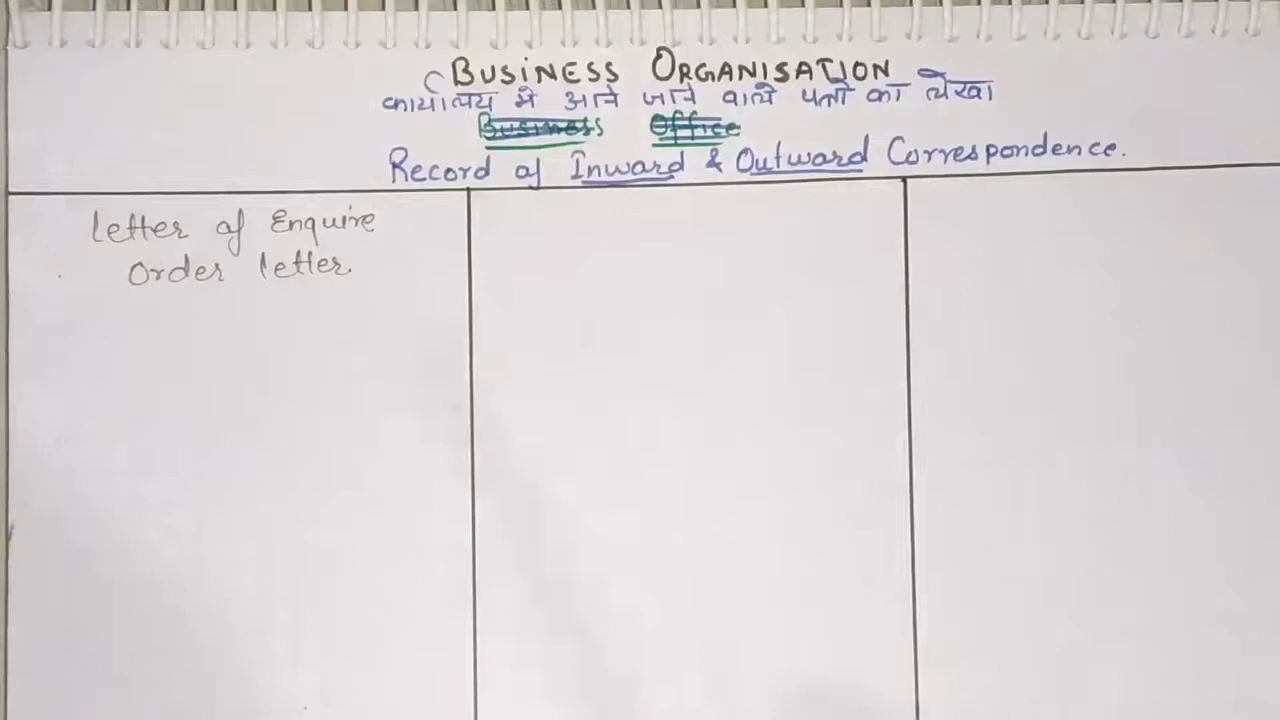 BUSINESS ORGANISATION
कार्यालय मे आने जाने वाले पत्रो का लेखा
Business Office
Record of Inward & Outward Correspondence.
Letter of Enquire
Order letter.